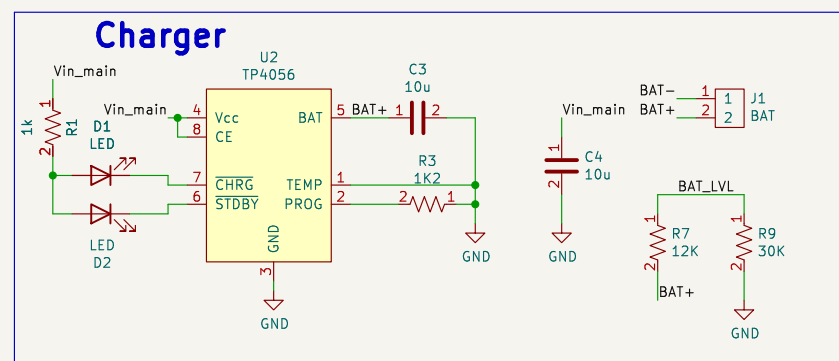 Charger
Vin_main
1
1k
R1
2
D1
LED
LED
D2
U2
TP4056
Vin_main
4
Vcc
8
CE
7
CHRG
6
STDBY
GND
3
GND
BAT
5
BAT+
TEMP
1
PROG
2
C3
10u
1
2
R3
1K2
2
1
GND
Vin_main
1
C4
10u
2
GND
BAT-
1
1
J1
BAT+
2
2
BAT
BAT_LVL
1
R7
12K
2
BAT+
1
R9
30K
2
GND